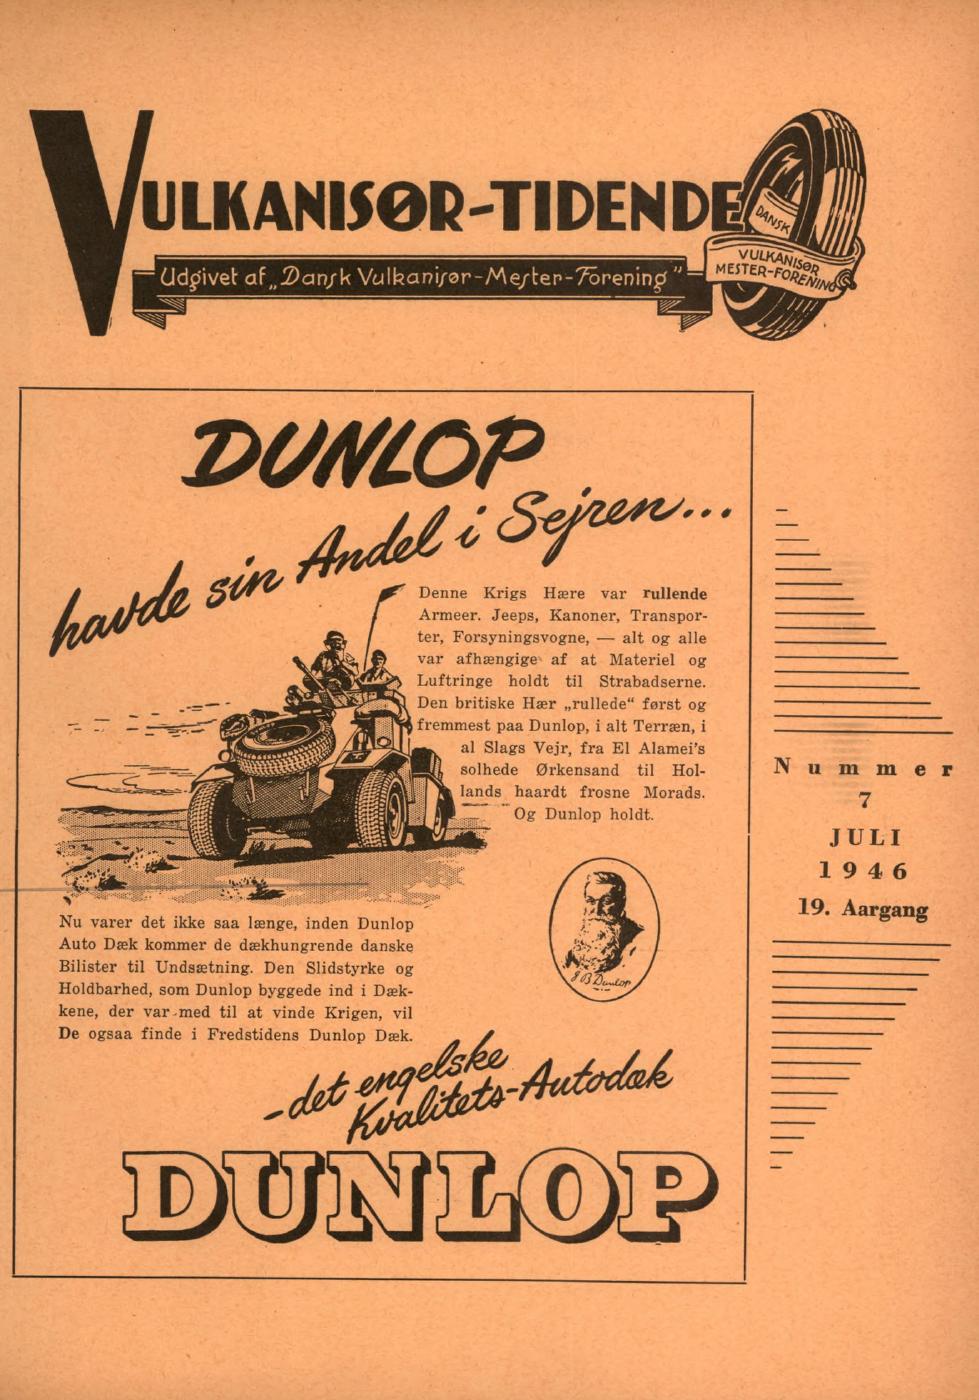 VULKANISØR-TIDENDE
Udgivet af „Dansk Vulkanisør-Mester-Forening”
DANSK
VULKANISØR
MESTER-FORENING
DUNLOP
havde sin Andel i Sejren...
Denne Krigs Hære var rullende
Armeer. Jeeps, Kanoner, Transpor-
ter, Forsyningsvogne, — alt og alle
var afhængige af at Materiel og
Luftringe holdt til Strabadserne.
Den britiske Hær „rullede“ først og
fremmest paa Dunlop, i alt Terræn, i
al Slags Vejr, fra El Alamei's
solhede Ørkensand til Hol-
lands haardt frosne Morads.
Og Dunlop holdt.
Nu varer det ikke saa længe, inden Dunlop
Auto Dæk kommer de dækhungrende danske
Bilister til Undsætning. Den Slidstyrke og
Holdbarhed, som Dunlop byggede ind i Dæk-
kene, der var med til at vinde Krigen, vil
De ogsaa finde i Fredstidens Dunlop Dæk.
J B Dunlop
- det engelske
Kvalitets-Autodæk
DUNLOP
Nummer
7
JULI
1946
19. Aargang